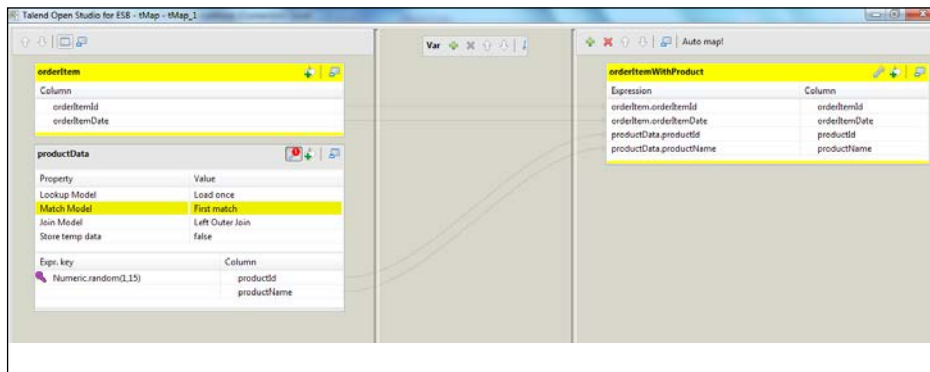 Talend Open Studio for ESB - tMap - tMap_1
Var
Auto map!
orderItem
Column
orderItemId
orderItemDate
productData
Property Value
Lookup Model Load once
Match Model First match
Join Model Left Outer Join
Store temp data false
Expr. key Column
Numeric.random(1,15) productId
productName
orderItemWithProduct
Expression Column
orderItem.orderItemId orderItemId
orderItem.orderItemDate orderItemDate
productData.productId productId
productData.productName productName